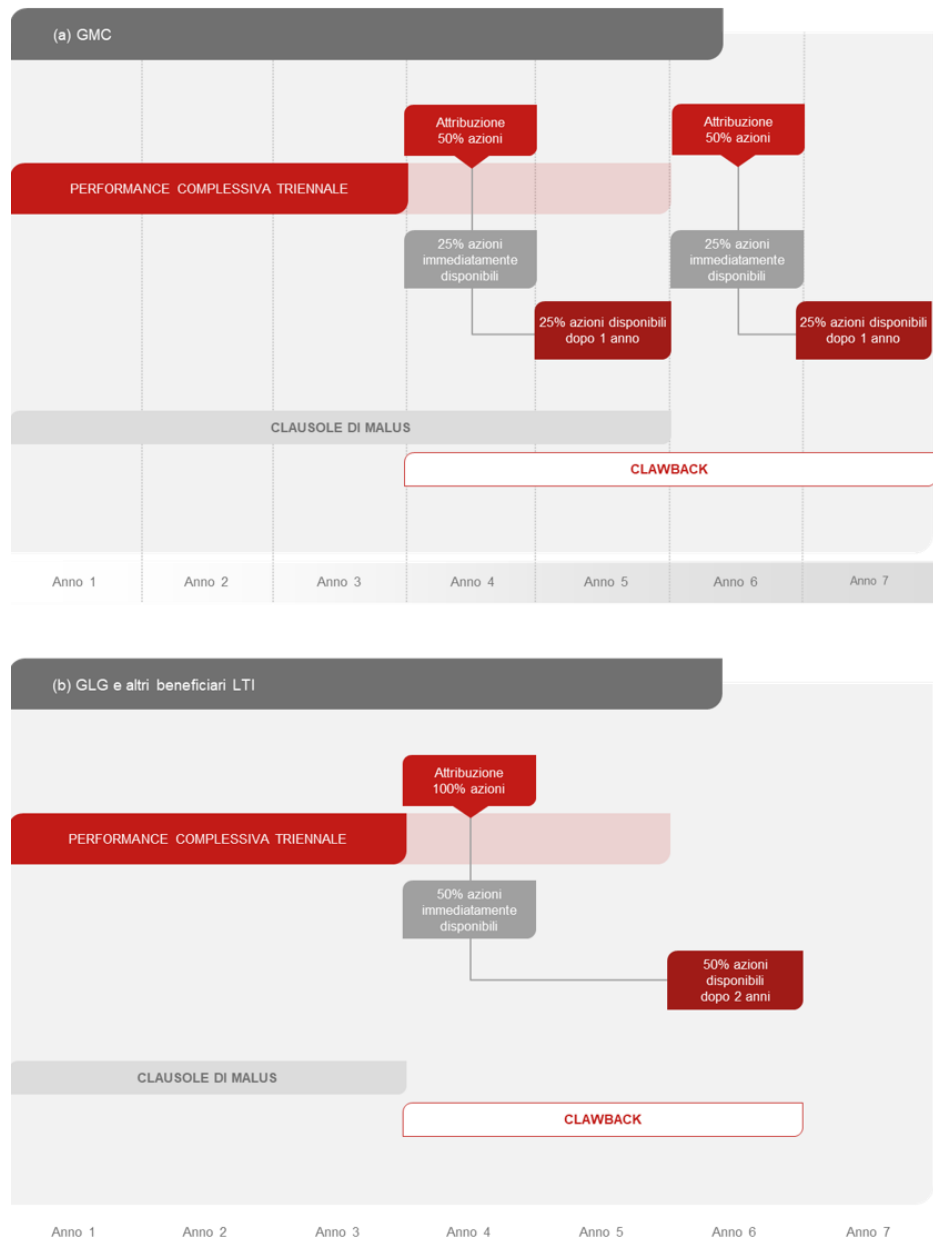 (a) GMC
Attribuzione
50% azioni
Attribuzione
50% azioni
PERFORMANCE COMPLESSIVA TRIENNALE
25% azioni
immediatamente
disponibili
25% azioni
immediatamente
disponibili
25% azioni disponibili
dopo 1 anno
25% azioni disponibili
dopo 1 anno
CLAUSOLE DI MALUS
CLAWBACK
Anno 1
Anno 2
Anno 3
Anno 4
Anno 5
Anno 6
Anno 7
(b) GLG e altri beneficiari LTI
Attribuzione
100% azioni
PERFORMANCE COMPLESSIVA TRIENNALE
50% azioni
immediatamente
disponibili
50% azioni
disponibili
dopo 2 anni
CLAUSOLE DI MALUS
CLAWBACK
Anno 1
Anno 2
Anno 3
Anno 4
Anno 5
Anno 6
Anno 7